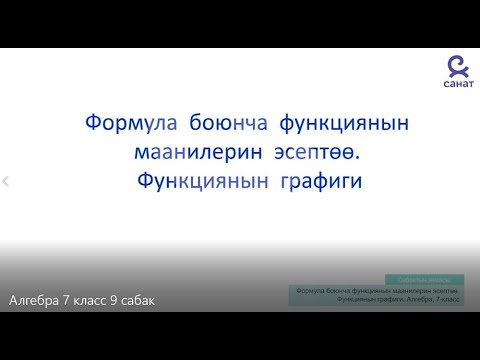 санат
Формула боюнча функциянын
маанилерин эсептөө.
Функциянын графиги
Сабактын темасы
Формула боюнча функциянын маанилерин эсептөө.
Функциянын графиги. Алгебра, 7-класс
Алгебра 7 класс 9 сабак